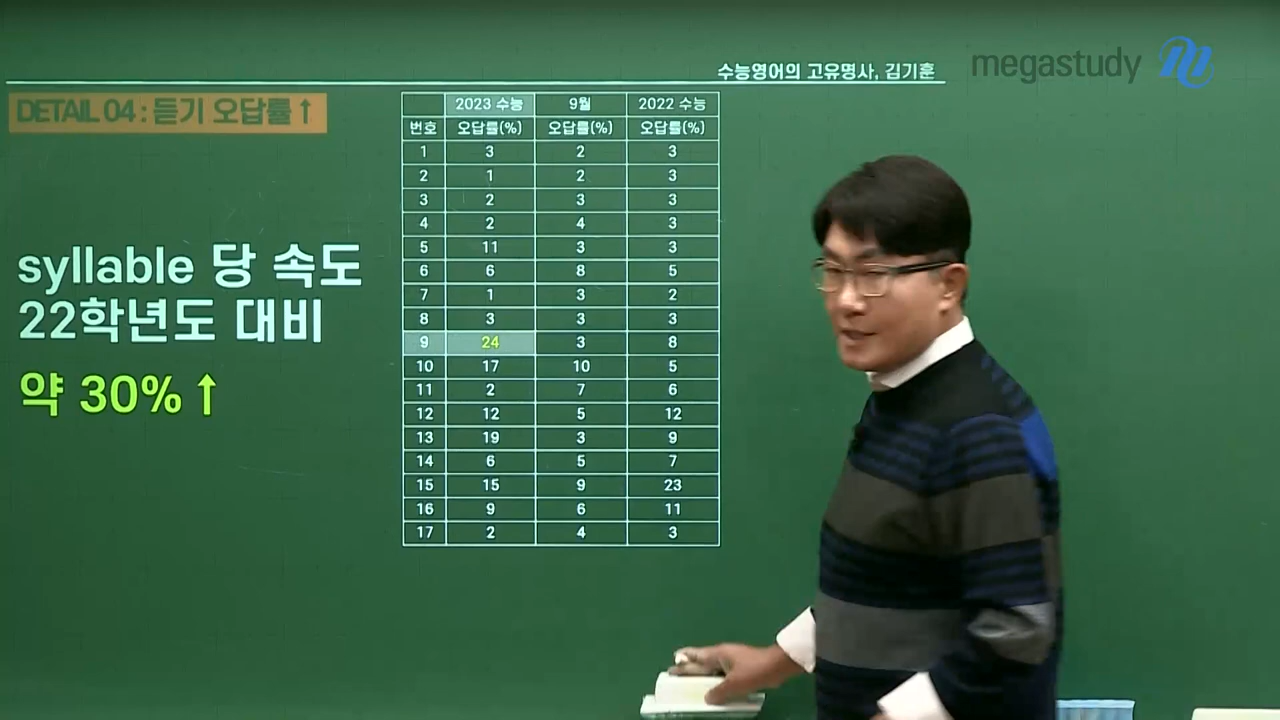 수능영어의 고유명사, 김기훈
megastudy
DETAIL 04 : 듣기 오답률 ↑
syllable 당 속도
22학년도 대비
약 30% ↑
2023 수능 9월 2022 수능
번호 오답률(%) 오답률(%) 오답률(%)
1 3 2 3
2 1 2 3
3 2 3 3
4 2 4 3
5 11 3 3
6 6 8 5
7 1 3 2
8 3 3 3
9 24 3 8
10 17 10 5
11 2 7 6
12 12 5 12
13 19 3 9
14 6 5 7
15 15 9 23
16 9 6 11
17 2 4 3